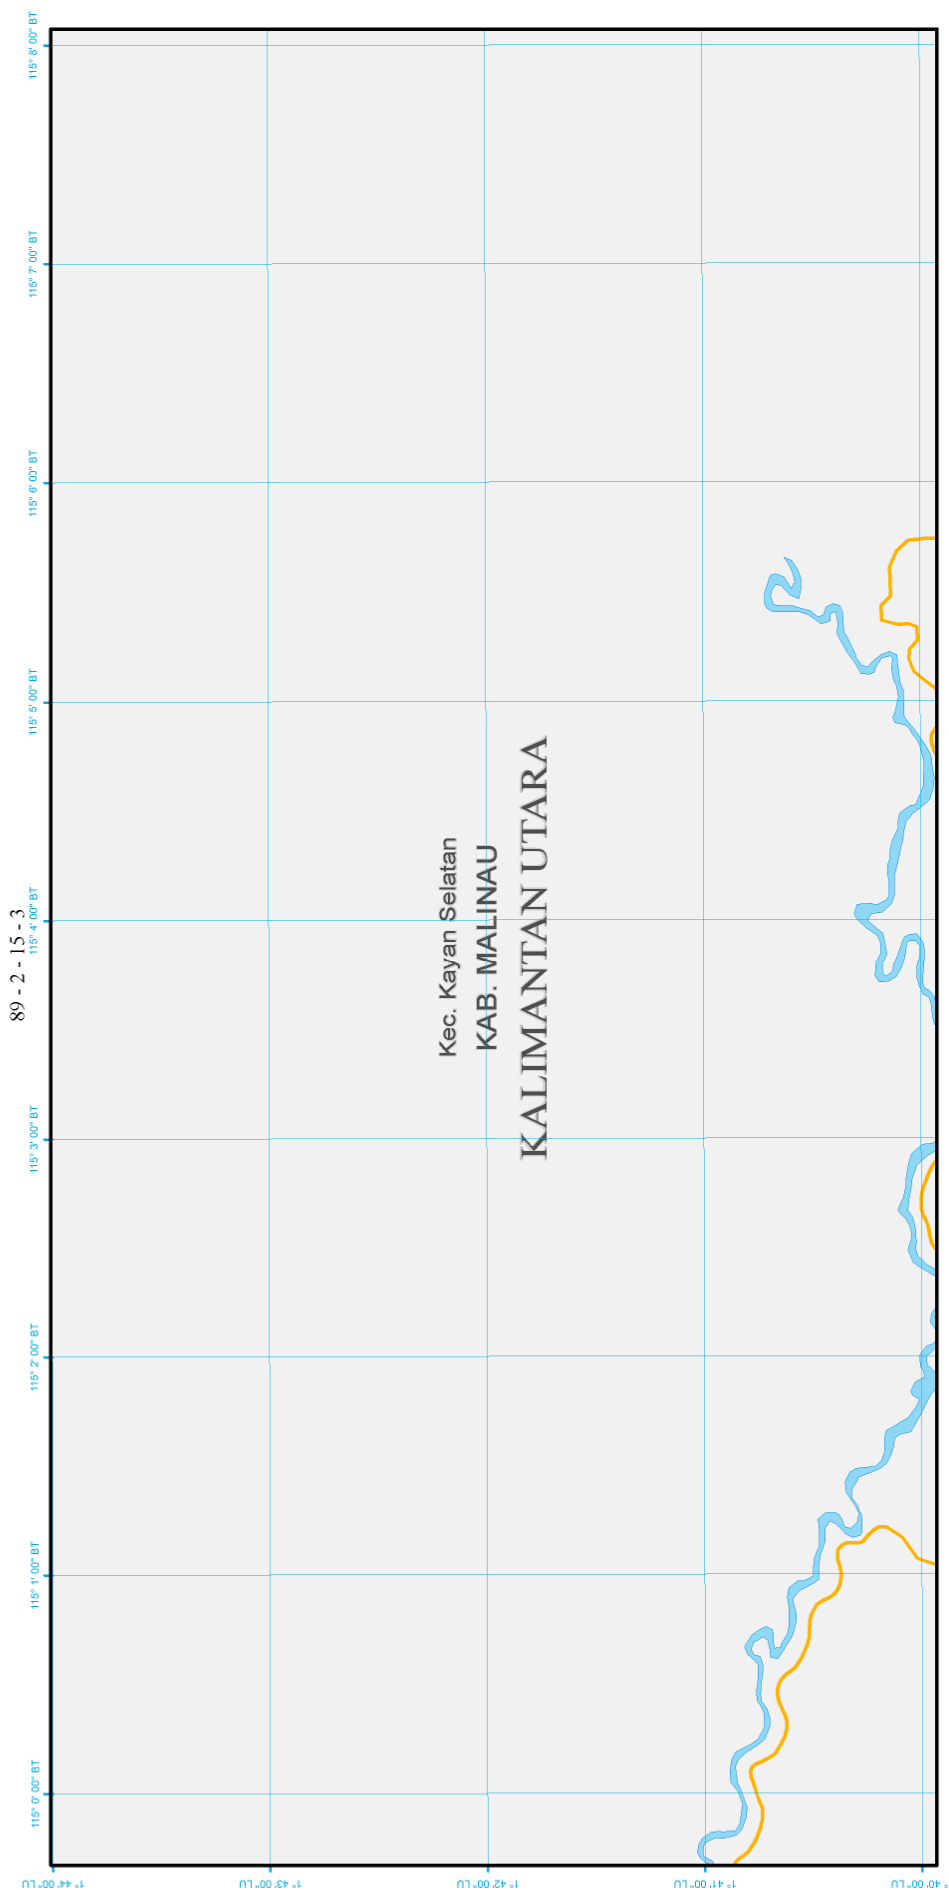 89 - 2 - 15 - 3
115° 0' 00" BT
115° 1' 00" BT
115° 2' 00" BT
115° 3' 00" BT
115° 4' 00" BT
115° 5' 00" BT
115° 6' 00" BT
115° 7' 00" BT
115° 8' 00" BT
Kec. Kayan Selatan
KAB. MALINAU
KALIMANTAN UTARA
1° 44' 00" LU
1° 43' 00" LU
1° 42' 00" LU
1° 41' 00" LU
1° 40' 00" LU